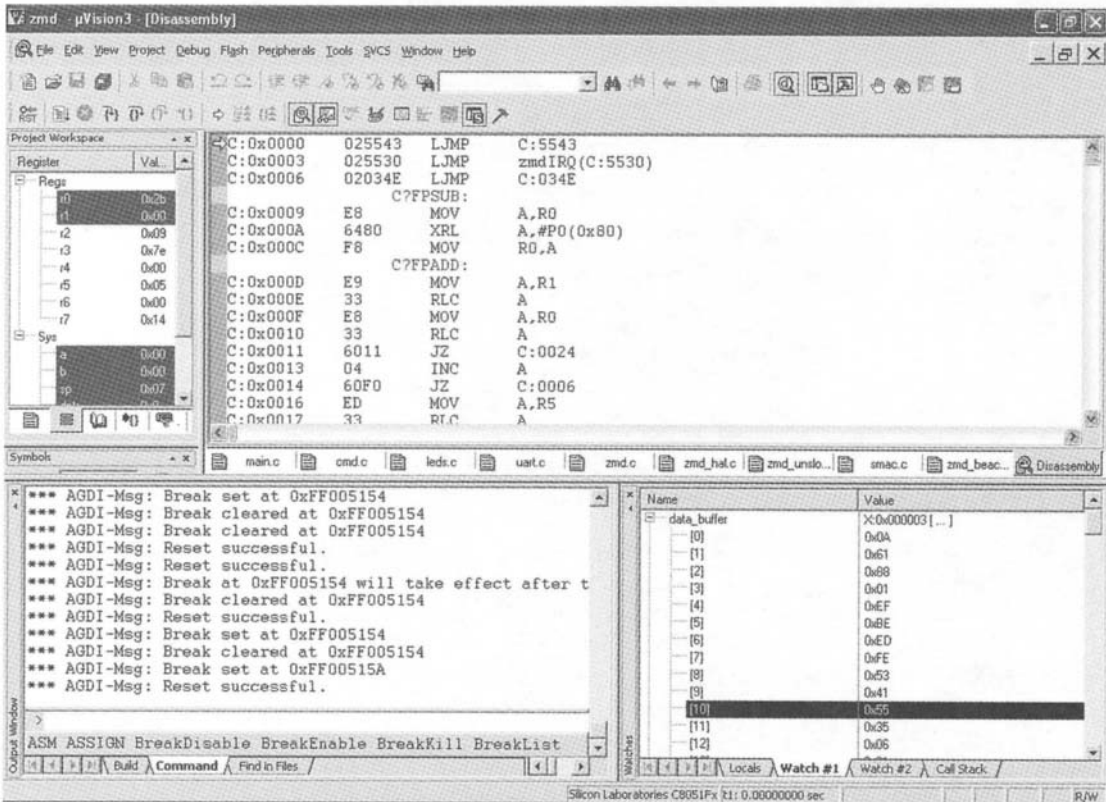 zmd - µVision3 - [Disassembly]
File Edit View Project Debug Flash Peripherals Tools SVCS Window Help
Project Workspace
Register Val...
Regs
r0 0x2b
r1 0x00
r2 0x09
r3 0x7e
r4 0x00
r5 0x05
r6 0x00
r7 0x14
Sys
a 0x00
b 0x00
sp 0x07
Symbols
C:0x0000 025543 LJMP C:5543
C:0x0003 025530 LJMP zmdIRQ(C:5530)
C:0x0006 02034E LJMP C:034E
C?FPSUB:
C:0x0009 E8 MOV A,R0
C:0x000A 6480 XRL A,#P0(0x80)
C:0x000C F8 MOV R0,A
C?FPADD:
C:0x000D E9 MOV A,R1
C:0x000E 33 RLC A
C:0x000F E8 MOV A,R0
C:0x0010 33 RLC A
C:0x0011 6011 JZ C:0024
C:0x0013 04 INC A
C:0x0014 60F0 JZ C:0006
C:0x0016 ED MOV A,R5
C:0x0017 33 RLC A
main.c cmd.c leds.c uart.c zmd.c zmd_hal.c zmd_unslo... smac.c zmd_beac... Disassembly
*** AGDI-Msg: Break set at 0xFF005154
*** AGDI-Msg: Break cleared at 0xFF005154
*** AGDI-Msg: Break cleared at 0xFF005154
*** AGDI-Msg: Reset successful.
*** AGDI-Msg: Reset successful.
*** AGDI-Msg: Break at 0xFF005154 will take effect after t
*** AGDI-Msg: Break cleared at 0xFF005154
*** AGDI-Msg: Reset successful.
*** AGDI-Msg: Break set at 0xFF005154
*** AGDI-Msg: Break cleared at 0xFF005154
*** AGDI-Msg: Break set at 0xFF00515A
*** AGDI-Msg: Reset successful.
>
ASM ASSIGN BreakDisable BreakEnable BreakKill BreakList
Output Window
Build Command Find in Files
Watches
Name Value
data_buffer X:0x000003 [ ... ]
[0] 0x0A
[1] 0x61
[2] 0x88
[3] 0x01
[4] 0xEF
[5] 0xBE
[6] 0xED
[7] 0xFE
[8] 0x53
[9] 0x41
[10] 0x55
[11] 0x35
[12] 0x06
Locals Watch #1 Watch #2 Call Stack
Silicon Laboratories C8051Fx t1: 0.00000000 sec R/W